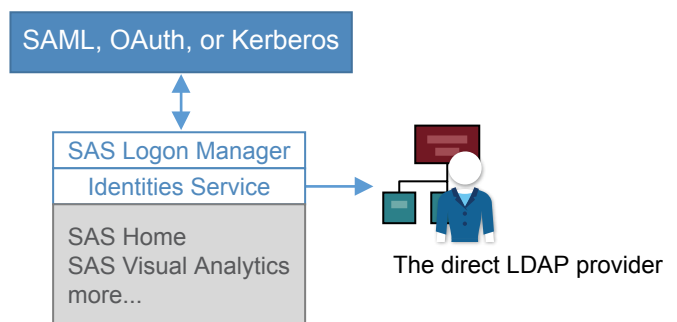 SAML, OAuth, or Kerberos
SAS Logon Manager
Identities Service
SAS Home
SAS Visual Analytics
more...
The direct LDAP provider